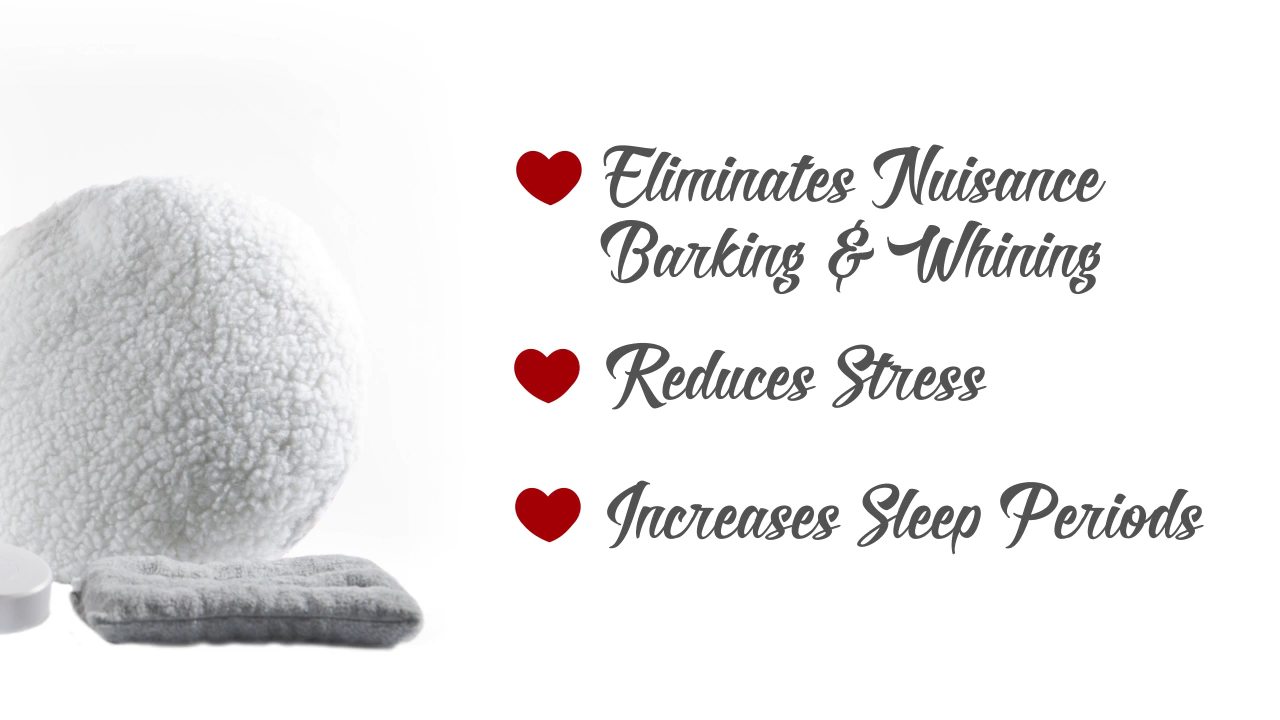 Eliminates Nuisance
Barking & Whining
Reduces Stress
Increases Sleep Periods